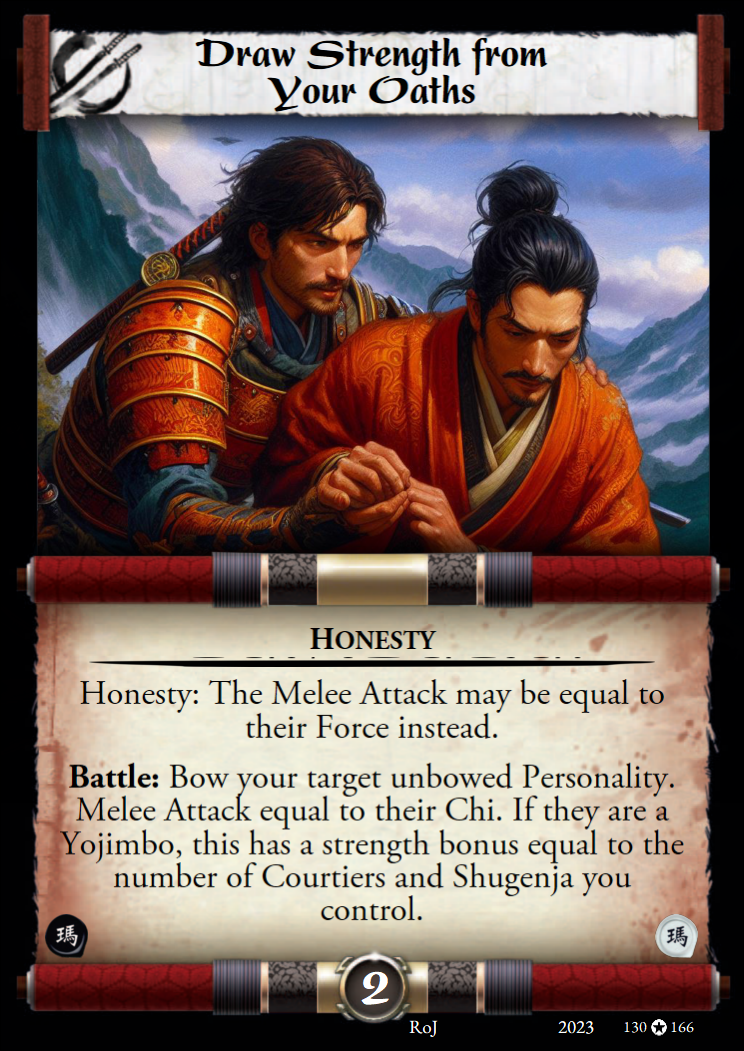 Draw Strength from
Your Oaths
Honesty
Honesty: The Melee Attack may be equal to
their Force instead.
Battle: Bow your target unbowed Personality.
Melee Attack equal to their Chi. If they are a
Yojimbo, this has a strength bonus equal to the
number of Courtiers and Shugenja you
control.
瑪
瑪
2
RoJ 2023 130 166